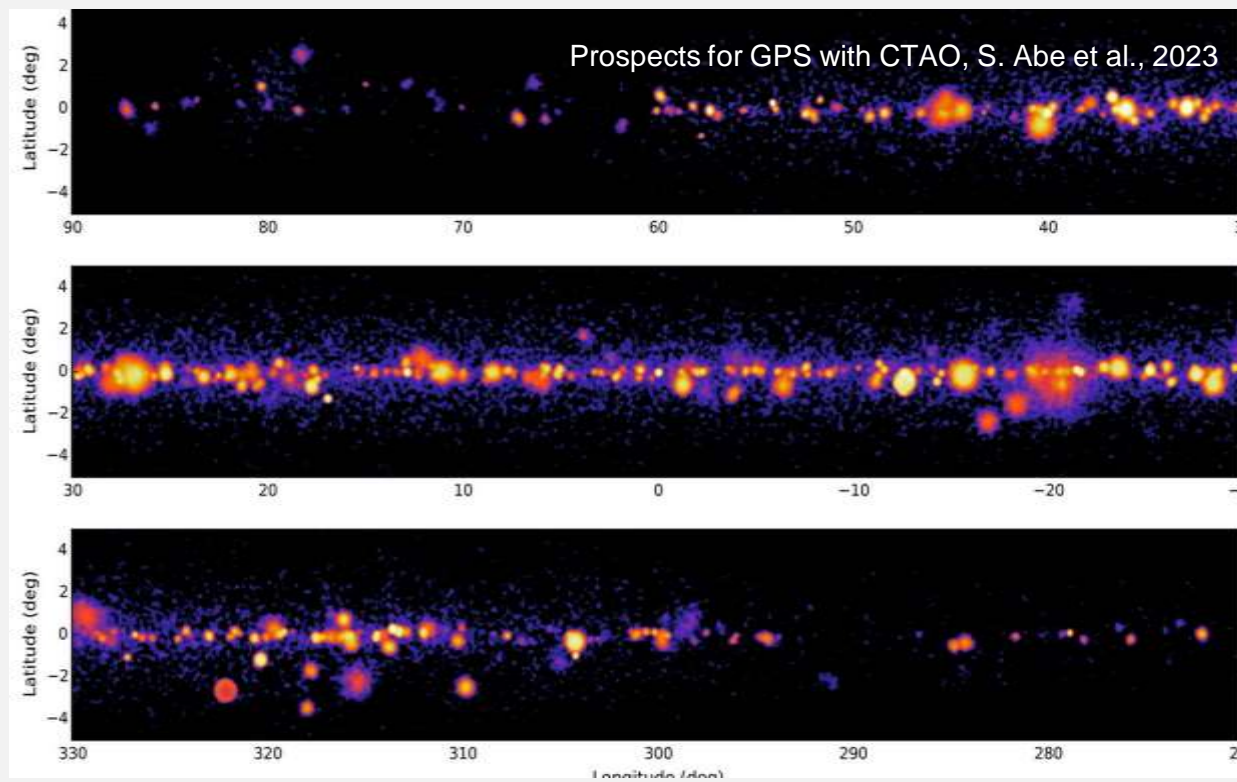 Prospects for GPS with CTAO, S. Abe et al., 2023
4
2
0
−2
−4
Latitude (deg)
90 80 70 60 50 40
4
2
0
−2
−4
Latitude (deg)
30 20 10 0 −10 −20
4
2
0
−2
−4
Latitude (deg)
330 320 310 300 290 280
Longitude (deg)